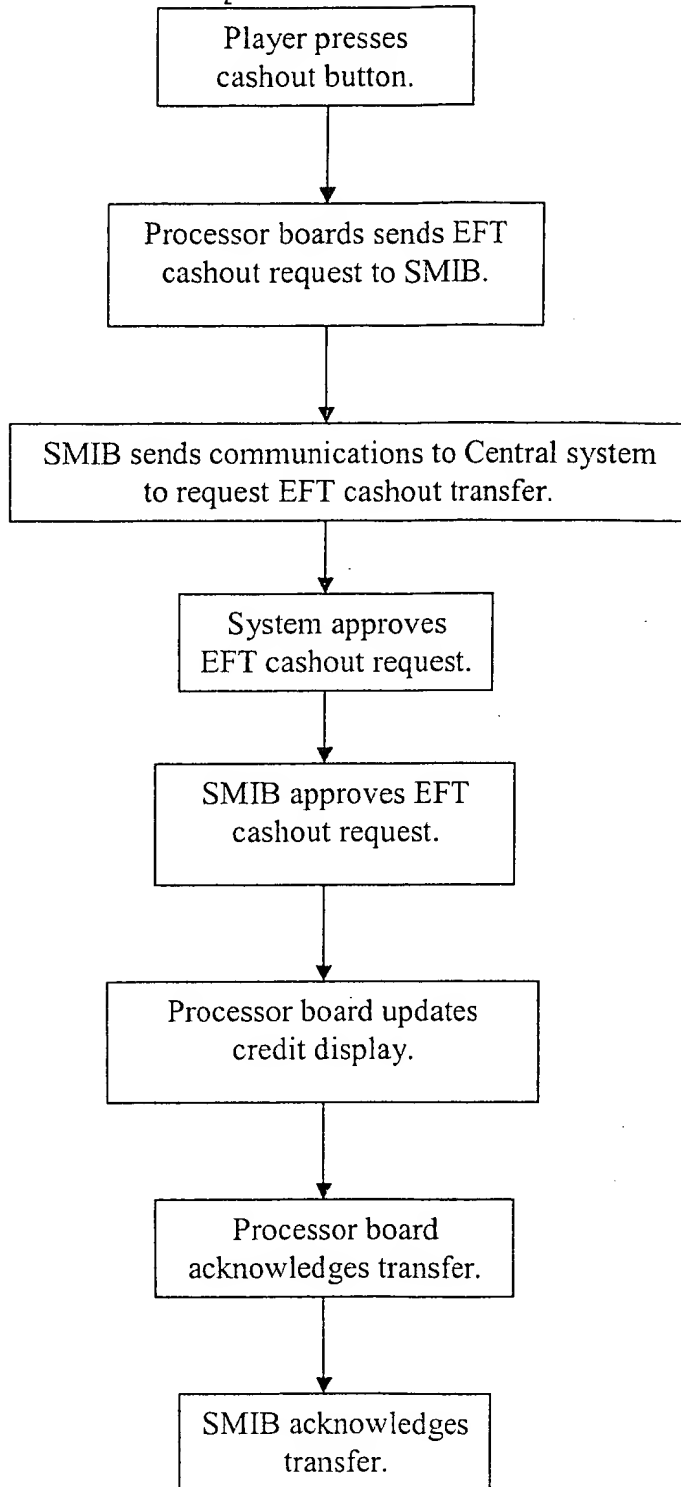 Player presses
cashout button.
Processor boards sends EFT
cashout request to SMIB.
SMIB sends communications to Central system
to request EFT cashout transfer.
System approves
EFT cashout request.
SMIB approves EFT
cashout request.
Processor board updates
credit display.
Processor board
acknowledges transfer.
SMIB acknowledges
transfer.